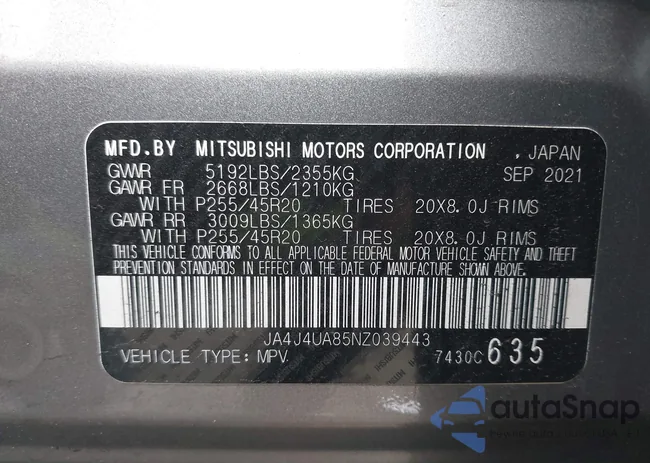 MFD.BY MITSUBISHI MOTORS CORPORATION , JAPAN
GVWR 5192LBS/2355KG SEP 2021
GAWR FR 2668LBS/1210KG
WITH P255/45R20 TIRES 20X8.0J RIMS
GAWR RR 3009LBS/1365KG
WITH P255/45R20 TIRES 20X8.0J RIMS
THIS VEHICLE CONFORMS TO ALL APPLICABLE FEDERAL MOTOR VEHICLE SAFETY AND THEFT
PREVENTION STANDARDS IN EFFECT ON THE DATE OF MANUFACTURE SHOWN ABOVE.
JA4J4UA85NZ039443
VEHICLE TYPE: MPV 7430C 635
autoSnap